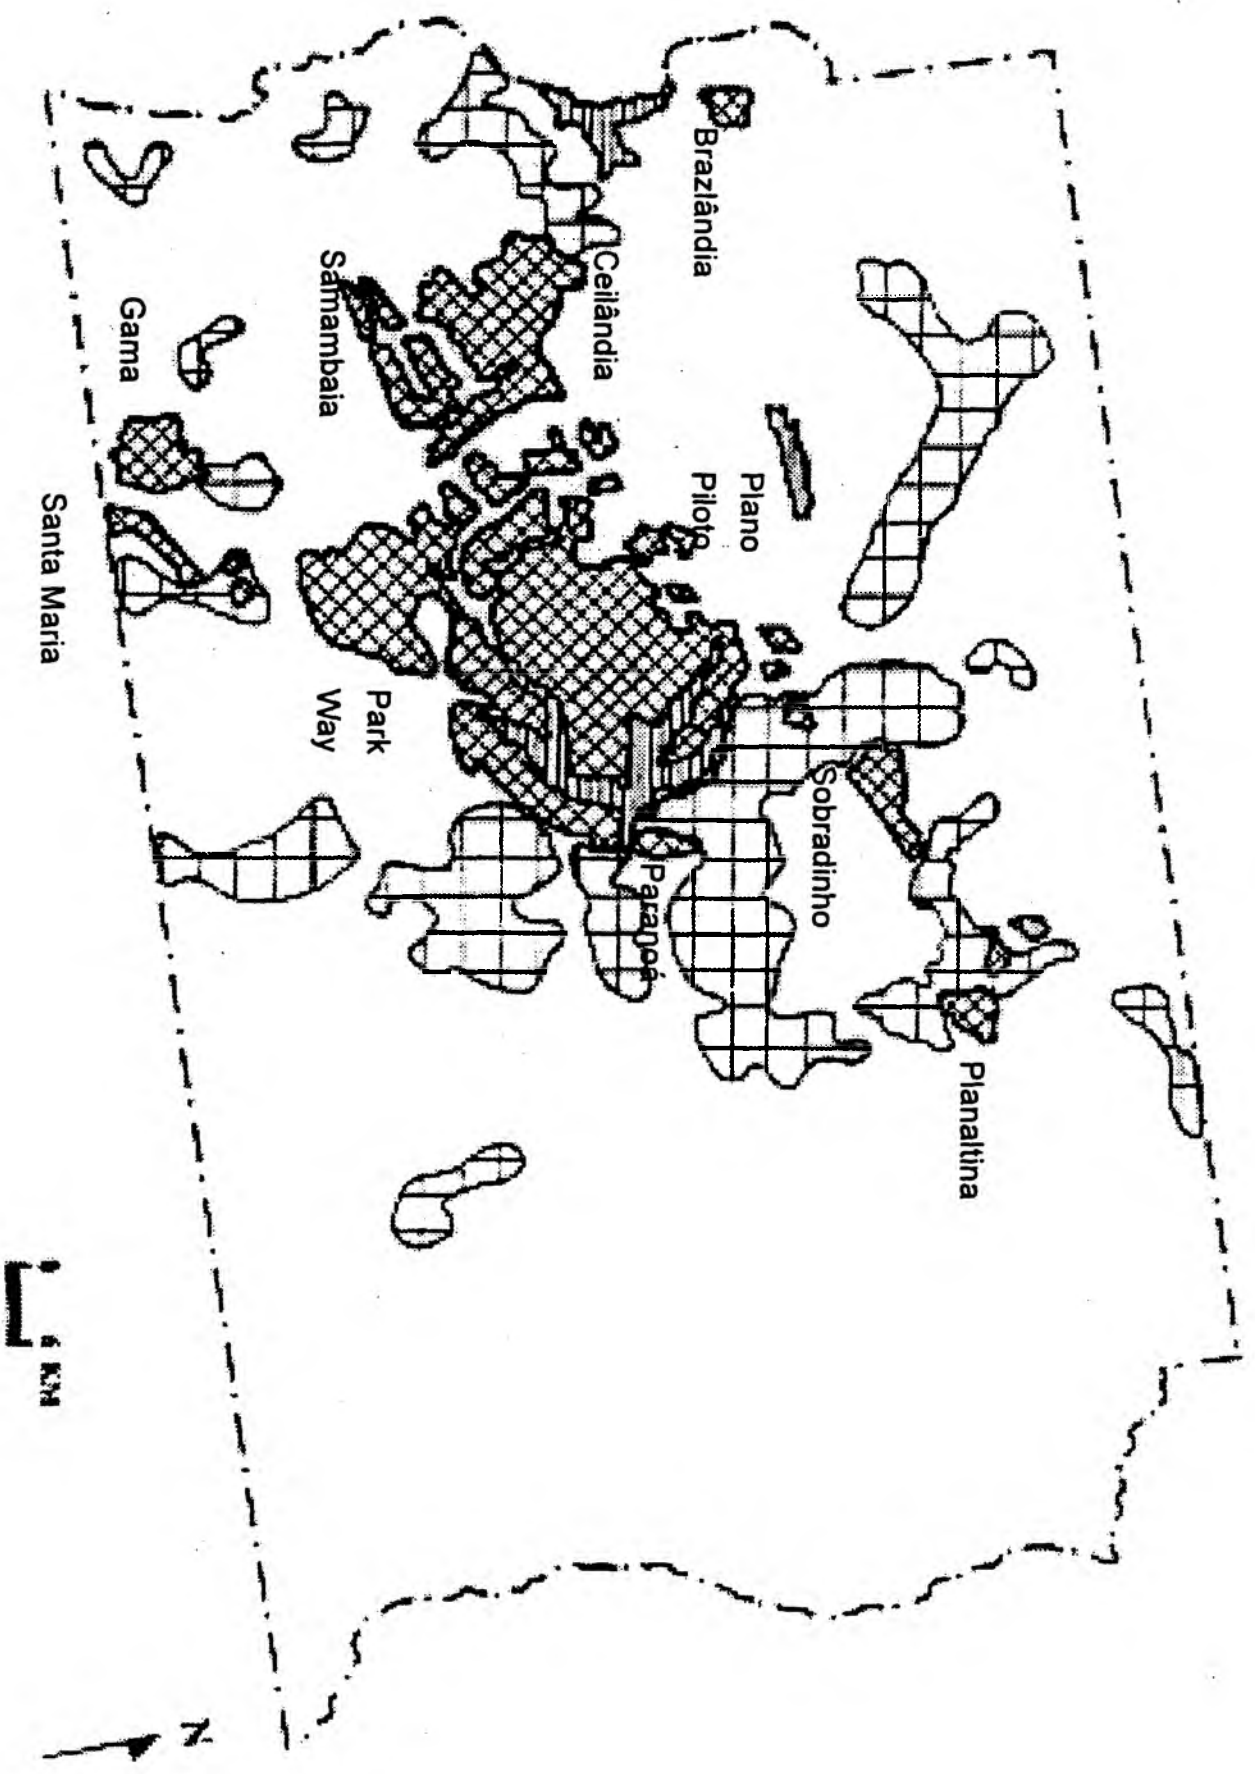 Brazlândia
Ceilândia
Samambaia
Gama
Santa Maria
Plano
Piloto
Park
Way
Sobradinho
Paranoá
Planaltina
N